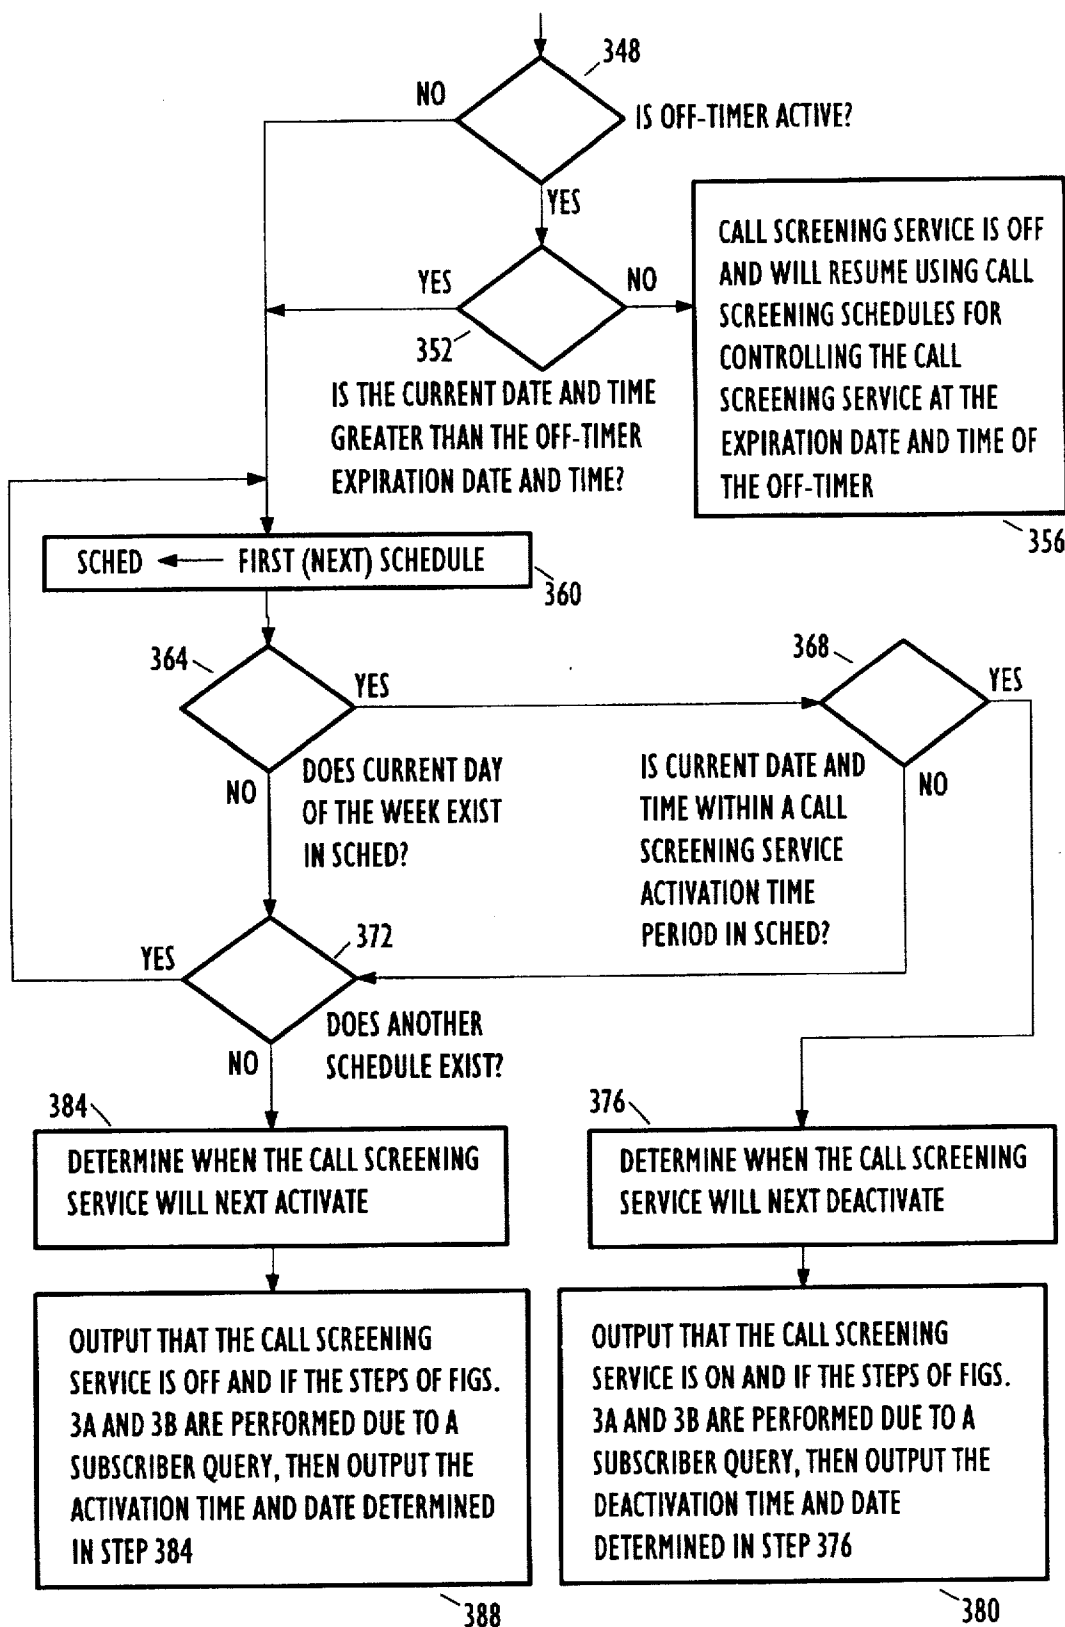 348
NO
IS OFF-TIMER ACTIVE?
YES
YES
NO
352
IS THE CURRENT DATE AND TIME
GREATER THAN THE OFF-TIMER
EXPIRATION DATE AND TIME?
CALL SCREENING SERVICE IS OFF
AND WILL RESUME USING CALL
SCREENING SCHEDULES FOR
CONTROLLING THE CALL
SCREENING SERVICE AT THE
EXPIRATION DATE AND TIME OF
THE OFF-TIMER
356
SCHED ← FIRST (NEXT) SCHEDULE
360
364
YES
NO
DOES CURRENT DAY
OF THE WEEK EXIST
IN SCHED?
368
YES
NO
IS CURRENT DATE AND
TIME WITHIN A CALL
SCREENING SERVICE
ACTIVATION TIME
PERIOD IN SCHED?
372
YES
NO
DOES ANOTHER
SCHEDULE EXIST?
384
DETERMINE WHEN THE CALL SCREENING
SERVICE WILL NEXT ACTIVATE
376
DETERMINE WHEN THE CALL SCREENING
SERVICE WILL NEXT DEACTIVATE
OUTPUT THAT THE CALL SCREENING
SERVICE IS OFF AND IF THE STEPS OF FIGS.
3A AND 3B ARE PERFORMED DUE TO A
SUBSCRIBER QUERY, THEN OUTPUT THE
ACTIVATION TIME AND DATE DETERMINED
IN STEP 384
388
OUTPUT THAT THE CALL SCREENING
SERVICE IS ON AND IF THE STEPS OF FIGS.
3A AND 3B ARE PERFORMED DUE TO A
SUBSCRIBER QUERY, THEN OUTPUT THE
DEACTIVATION TIME AND DATE
DETERMINED IN STEP 376
380